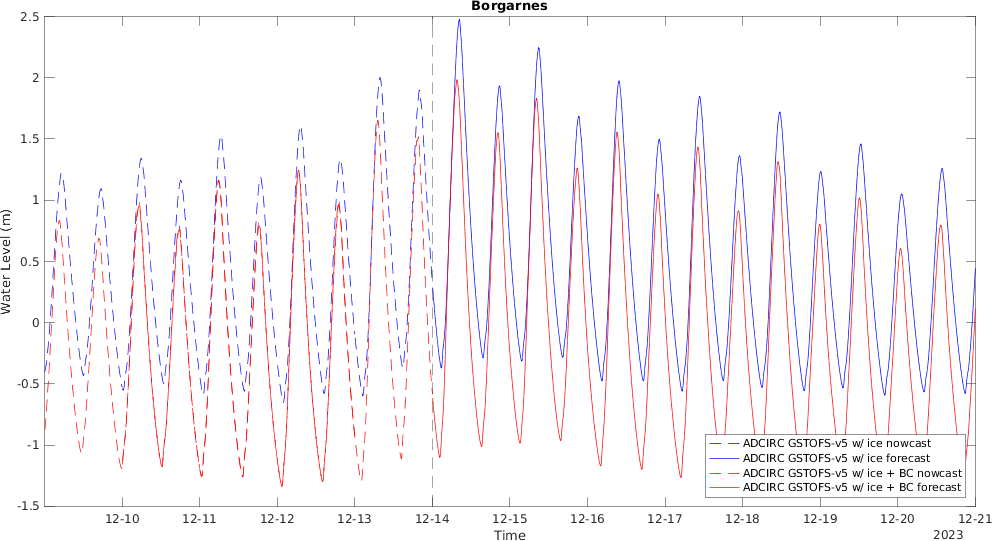 Borgarnes
Water Level (m)
2.5
2
1.5
1
0.5
0
-0.5
-1
-1.5
12-10 12-11 12-12 12-13 12-14 12-15 12-16 12-17 12-18 12-19 12-20 12-21
Time
2023
ADCIRC GSTOFS-v5 w/ ice nowcast
ADCIRC GSTOFS-v5 w/ ice forecast
ADCIRC GSTOFS-v5 w/ ice + BC nowcast
ADCIRC GSTOFS-v5 w/ ice + BC forecast